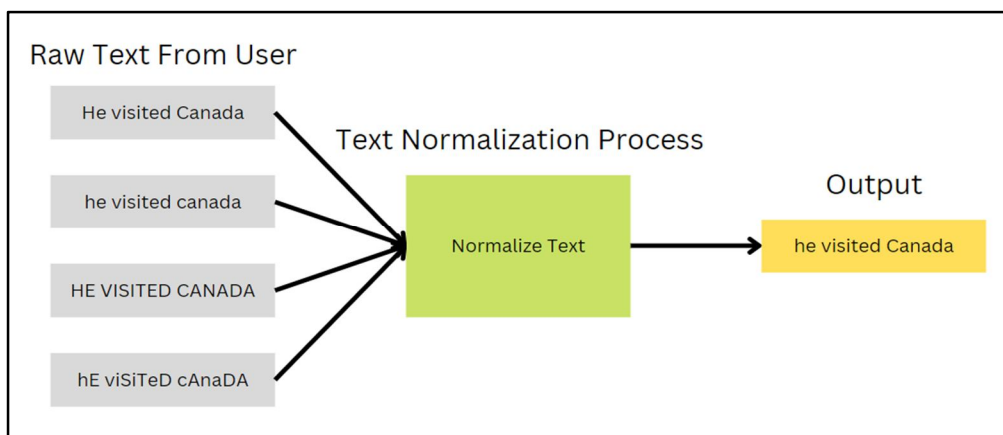 Raw Text From User
He visited Canada
he visited canada
HE VISITED CANADA
hE viSiTeD cAnaDA
Text Normalization Process
Normalize Text
Output
he visited Canada